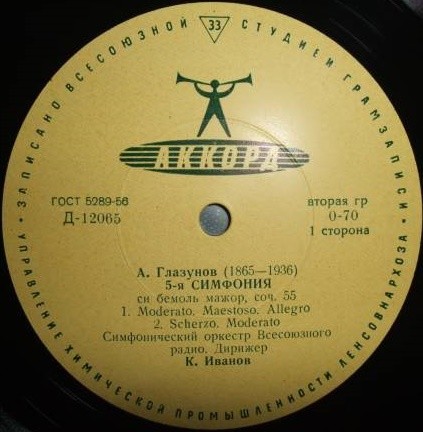 ЗАПИСАНО ВСЕСОЮЗНОЙ СТУДИЕЙ ГРАМЗАПИСИ
33
АККОРД
ГОСТ 5289-56
Д-12065
вторая гр
0-70
1 сторона
А. Глазунов (1865—1936)
5-я СИМФОНИЯ
си бемоль мажор, соч. 55
1. Moderato. Maestoso. Allegro
2. Scherzo. Moderato
Симфонический оркестр Всесоюзного
радио. Дирижер
К. Иванов
УПРАВЛЕНИЕ ХИМИЧЕСКОЙ ПРОМЫШЛЕННОСТИ ЛЕНСОВНАРХОЗА